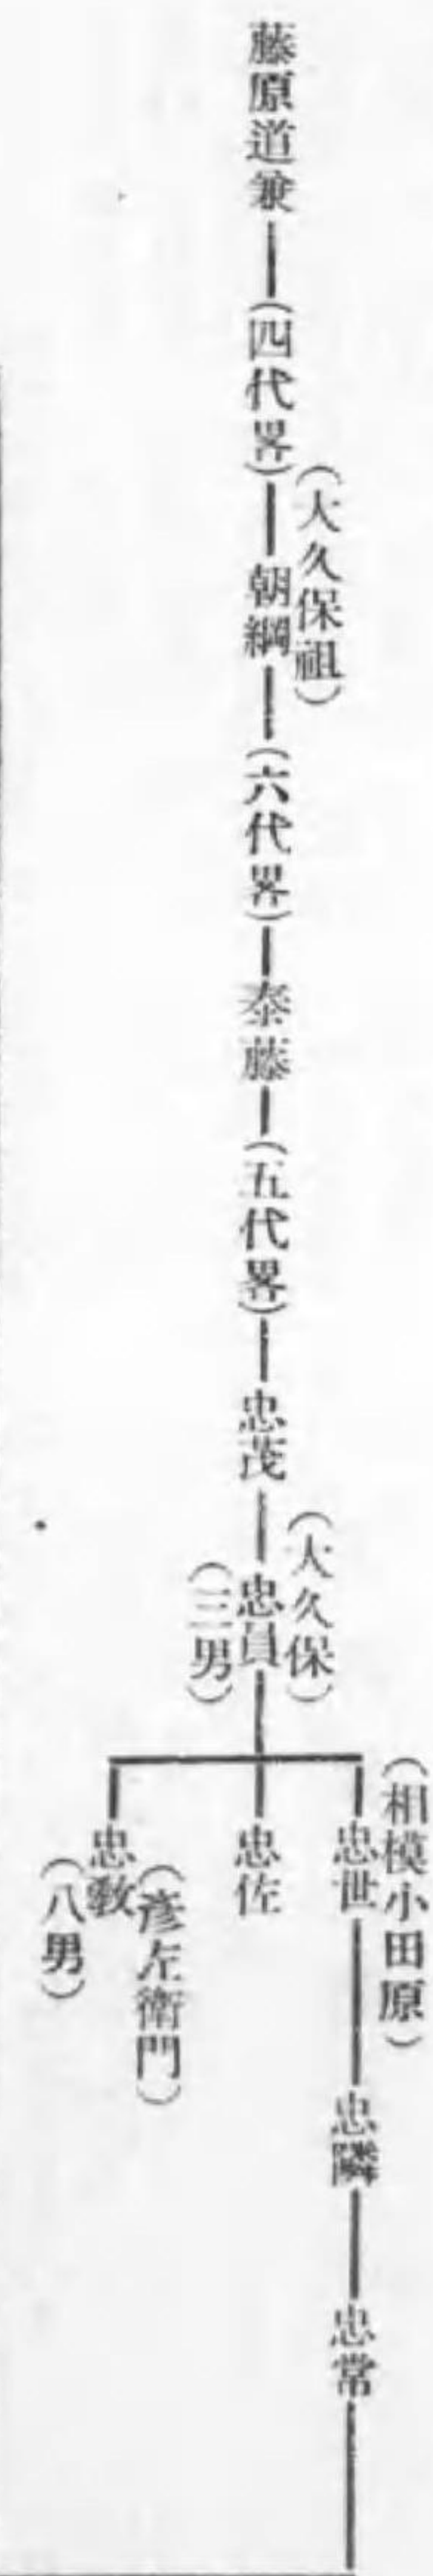 藤原道兼
(四代畧)
(大久保祖)
朝綱
(六代畧)
泰藤
(五代畧)
忠茂
(大久保)
忠員
(三男)
(相模小田原)
忠世
忠隣
忠常
忠佐
(彦左衛門)
忠敎
(八男)